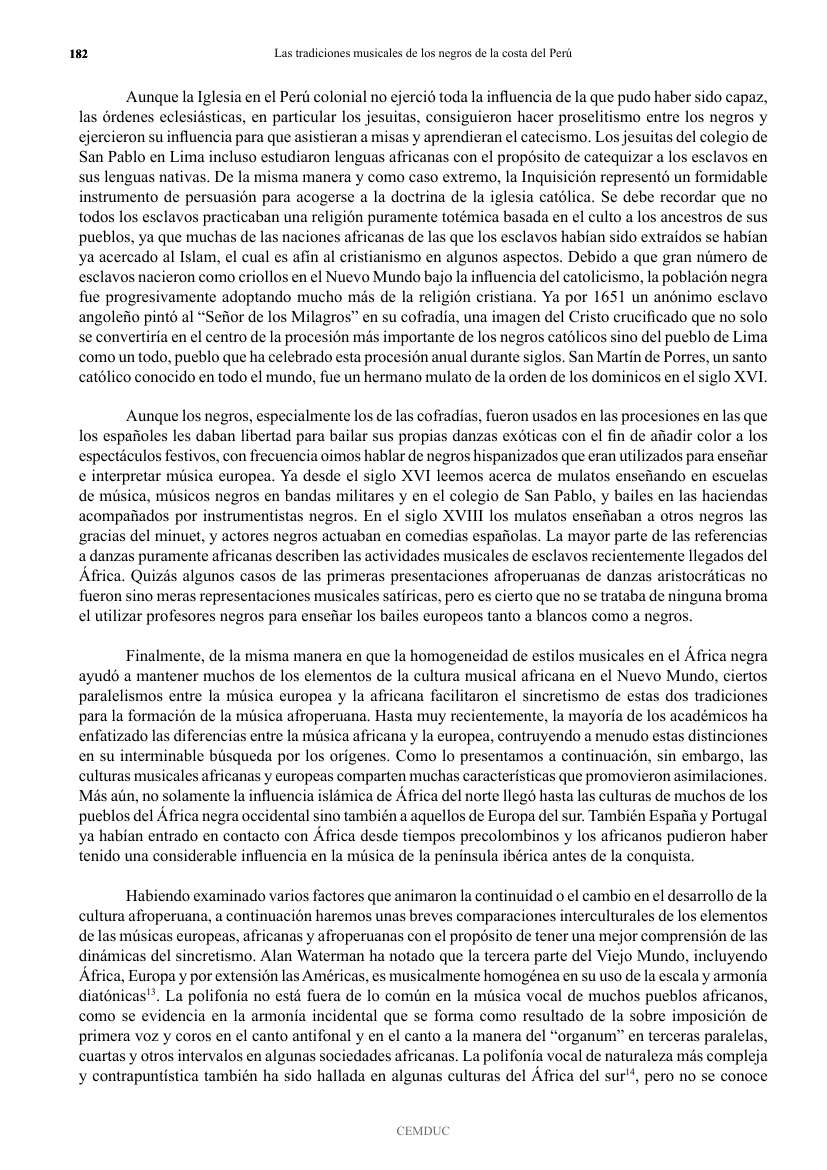 182
Las tradiciones musicales de los negros de la costa del Perú
Aunque la Iglesia en el Perú colonial no ejerció toda la influencia de la que pudo haber sido capaz,
las órdenes eclesiásticas, en particular los jesuitas, consiguieron hacer proselitismo entre los negros y
ejercieron su influencia para que asistieran a misas y aprendieran el catecismo. Los jesuitas del colegio de
San Pablo en Lima incluso estudiaron lenguas africanas con el propósito de catequizar a los esclavos en
sus lenguas nativas. De la misma manera y como caso extremo, la Inquisición representó un formidable
instrumento de persuasión para acogerse a la doctrina de la iglesia católica. Se debe recordar que no
todos los esclavos practicaban una religión puramente totémica basada en el culto a los ancestros de sus
pueblos, ya que muchas de las naciones africanas de las que los esclavos habían sido extraídos se habían
ya acercado al Islam, el cual es afín al cristianismo en algunos aspectos. Debido a que gran número de
esclavos nacieron como criollos en el Nuevo Mundo bajo la influencia del catolicismo, la población negra
fue progresivamente adoptando mucho más de la religión cristiana. Ya por 1651 un anónimo esclavo
angoleño pintó al “Señor de los Milagros” en su cofradía, una imagen del Cristo crucificado que no solo
se convertiría en el centro de la procesión más importante de los negros católicos sino del pueblo de Lima
como un todo, pueblo que ha celebrado esta procesión anual durante siglos. San Martín de Porres, un santo
católico conocido en todo el mundo, fue un hermano mulato de la orden de los dominicos en el siglo XVI.
Aunque los negros, especialmente los de las cofradías, fueron usados en las procesiones en las que
los españoles les daban libertad para bailar sus propias danzas exóticas con el fin de añadir color a los
espectáculos festivos, con frecuencia oimos hablar de negros hispanizados que eran utilizados para enseñar
e interpretar música europea. Ya desde el siglo XVI leemos acerca de mulatos enseñando en escuelas
de música, músicos negros en bandas militares y en el colegio de San Pablo, y bailes en las haciendas
acompañados por instrumentistas negros. En el siglo XVIII los mulatos enseñaban a otros negros las
gracias del minuet, y actores negros actuaban en comedias españolas. La mayor parte de las referencias
a danzas puramente africanas describen las actividades musicales de esclavos recientemente llegados del
África. Quizás algunos casos de las primeras presentaciones afroperuanas de danzas aristocráticas no
fueron sino meras representaciones musicales satíricas, pero es cierto que no se trataba de ninguna broma
el utilizar profesores negros para enseñar los bailes europeos tanto a blancos como a negros.
Finalmente, de la misma manera en que la homogeneidad de estilos musicales en el África negra
ayudó a mantener muchos de los elementos de la cultura musical africana en el Nuevo Mundo, ciertos
paralelismos entre la música europea y la africana facilitaron el sincretismo de estas dos tradiciones
para la formación de la música afroperuana. Hasta muy recientemente, la mayoría de los académicos ha
enfatizado las diferencias entre la música africana y la europea, contruyendo a menudo estas distinciones
en su interminable búsqueda por los orígenes. Como lo presentamos a continuación, sin embargo, las
culturas musicales africanas y europeas comparten muchas características que promovieron asimilaciones.
Más aún, no solamente la influencia islámica de África del norte llegó hasta las culturas de muchos de los
pueblos del África negra occidental sino también a aquellos de Europa del sur. También España y Portugal
ya habían entrado en contacto con África desde tiempos precolombinos y los africanos pudieron haber
tenido una considerable influencia en la música de la península ibérica antes de la conquista.
Habiendo examinado varios factores que animaron la continuidad o el cambio en el desarrollo de la
cultura afroperuana, a continuación haremos unas breves comparaciones interculturales de los elementos
de las músicas europeas, africanas y afroperuanas con el propósito de tener una mejor comprensión de las
dinámicas del sincretismo. Alan Waterman ha notado que la tercera parte del Viejo Mundo, incluyendo
África, Europa y por extensión las Américas, es musicalmente homogénea en su uso de la escala y armonía
diatónicas13. La polifonía no está fuera de lo común en la música vocal de muchos pueblos africanos,
como se evidencia en la armonía incidental que se forma como resultado de la sobre imposición de
primera voz y coros en el canto antifonal y en el canto a la manera del “organum” en terceras paralelas,
cuartas y otros intervalos en algunas sociedades africanas. La polifonía vocal de naturaleza más compleja
y contrapuntística también ha sido hallada en algunas culturas del África del sur14, pero no se conoce
CEMDUC